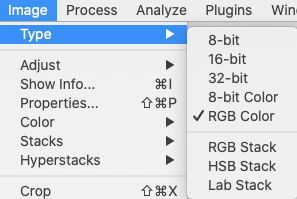 Image Process Analyze Plugins
Type
Adjust
Show Info... ⌘I
Properties... ⇧⌘P
Color
Stacks
Hyperstacks
Crop ⇧⌘X
8-bit
16-bit
32-bit
8-bit Color
✓ RGB Color
RGB Stack
HSB Stack
Lab Stack